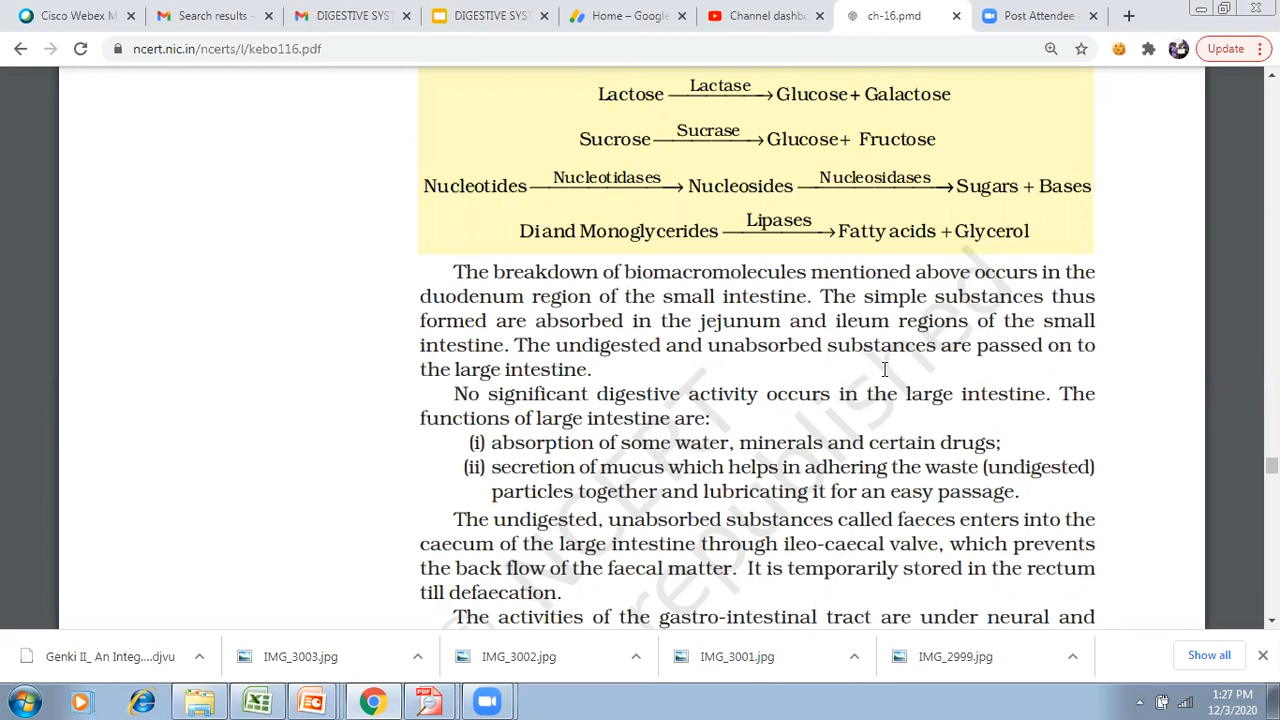 Cisco Webex M
Search results -
DIGESTIVE SYST
DIGESTIVE SYST
Home – Google
Channel dashb
ch-16.pmd
Post Attendee -
ncert.nic.in/ncerts/l/kebo116.pdf
Update
Lactose Lactase Glucose + Galactose
Sucrose Sucrase Glucose + Fructose
Nucleotides Nucleotidases Nucleosides Nucleosidases Sugars + Bases
Di and Monoglycerides Lipases Fatty acids + Glycerol
The breakdown of biomacromolecules mentioned above occurs in the
duodenum region of the small intestine. The simple substances thus
formed are absorbed in the jejunum and ileum regions of the small
intestine. The undigested and unabsorbed substances are passed on to
the large intestine.
No significant digestive activity occurs in the large intestine. The
functions of large intestine are:
(i) absorption of some water, minerals and certain drugs;
(ii) secretion of mucus which helps in adhering the waste (undigested)
particles together and lubricating it for an easy passage.
The undigested, unabsorbed substances called faeces enters into the
caecum of the large intestine through ileo-caecal valve, which prevents
the back flow of the faecal matter. It is temporarily stored in the rectum
till defaecation.
The activities of the gastro-intestinal tract are under neural and
NCERT
republished
Genki II_ An Integ....djvu
IMG_3003.jpg
IMG_3002.jpg
IMG_3001.jpg
IMG_2999.jpg
Show all
1:27 PM
12/3/2020